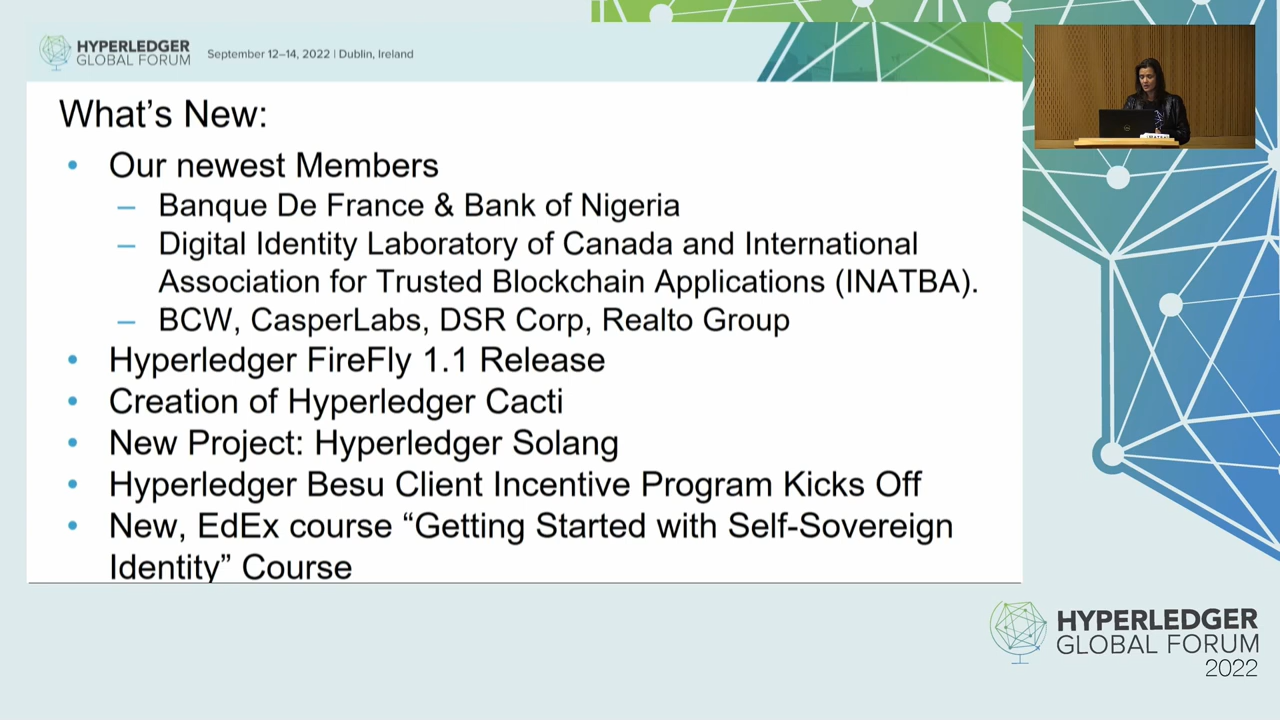 HYPERLEDGER
GLOBAL FORUM
September 12–14, 2022 | Dublin, Ireland
What's New:
• Our newest Members
– Banque De France & Bank of Nigeria
– Digital Identity Laboratory of Canada and International
Association for Trusted Blockchain Applications (INATBA).
– BCW, CasperLabs, DSR Corp, Realto Group
• Hyperledger FireFly 1.1 Release
• Creation of Hyperledger Cacti
• New Project: Hyperledger Solang
• Hyperledger Besu Client Incentive Program Kicks Off
• New, EdEx course “Getting Started with Self-Sovereign
Identity” Course
HYPERLEDGER
GLOBAL FORUM
2022